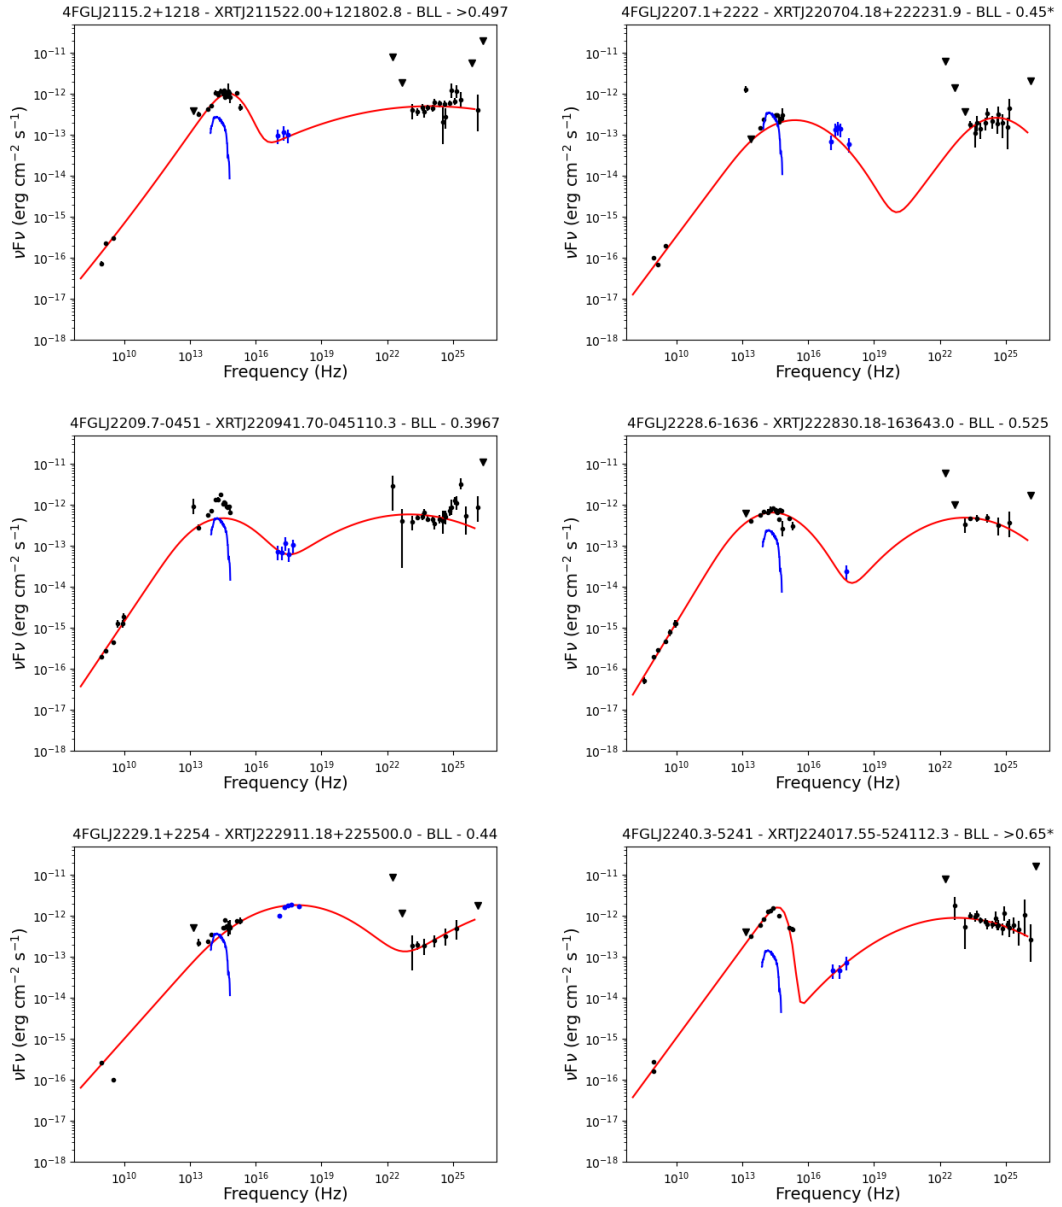 4FGLJ2115.2+1218 - XRTJ211522.00+121802.8 - BLL - >0.497
10⁻¹¹
10⁻¹²
10⁻¹³
10⁻¹⁴
10⁻¹⁵
10⁻¹⁶
10⁻¹⁷
10⁻¹⁸
νFν (erg cm⁻² s⁻¹)
10¹⁰ 10¹³ 10¹⁶ 10¹⁹ 10²² 10²⁵
Frequency (Hz)
4FGLJ2207.1+2222 - XRTJ220704.18+222231.9 - BLL - 0.45*
10⁻¹¹
10⁻¹²
10⁻¹³
10⁻¹⁴
10⁻¹⁵
10⁻¹⁶
10⁻¹⁷
10⁻¹⁸
νFν (erg cm⁻² s⁻¹)
10¹⁰ 10¹³ 10¹⁶ 10¹⁹ 10²² 10²⁵
Frequency (Hz)
4FGLJ2209.7-0451 - XRTJ220941.70-045110.3 - BLL - 0.3967
10⁻¹¹
10⁻¹²
10⁻¹³
10⁻¹⁴
10⁻¹⁵
10⁻¹⁶
10⁻¹⁷
10⁻¹⁸
νFν (erg cm⁻² s⁻¹)
10¹⁰ 10¹³ 10¹⁶ 10¹⁹ 10²² 10²⁵
Frequency (Hz)
4FGLJ2228.6-1636 - XRTJ222830.18-163643.0 - BLL - 0.525
10⁻¹¹
10⁻¹²
10⁻¹³
10⁻¹⁴
10⁻¹⁵
10⁻¹⁶
10⁻¹⁷
10⁻¹⁸
νFν (erg cm⁻² s⁻¹)
10¹⁰ 10¹³ 10¹⁶ 10¹⁹ 10²² 10²⁵
Frequency (Hz)
4FGLJ2229.1+2254 - XRTJ222911.18+225500.0 - BLL - 0.44
10⁻¹¹
10⁻¹²
10⁻¹³
10⁻¹⁴
10⁻¹⁵
10⁻¹⁶
10⁻¹⁷
10⁻¹⁸
νFν (erg cm⁻² s⁻¹)
10¹⁰ 10¹³ 10¹⁶ 10¹⁹ 10²² 10²⁵
Frequency (Hz)
4FGLJ2240.3-5241 - XRTJ224017.55-524112.3 - BLL - >0.65*
10⁻¹¹
10⁻¹²
10⁻¹³
10⁻¹⁴
10⁻¹⁵
10⁻¹⁶
10⁻¹⁷
10⁻¹⁸
νFν (erg cm⁻² s⁻¹)
10¹⁰ 10¹³ 10¹⁶ 10¹⁹ 10²² 10²⁵
Frequency (Hz)